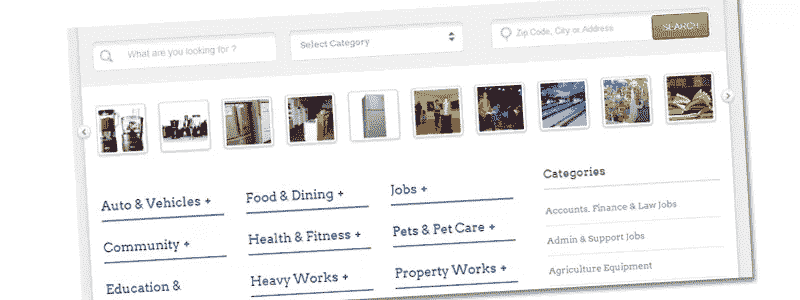 What are you looking for ?
Select Category
Zip Code, City or Address
SEARCH
Auto & Vehicles +
Food & Dining +
Jobs +
Categories
Community +
Health & Fitness +
Pets & Pet Care +
Accounts, Finance & Law Jobs
Admin & Support Jobs
Education &
Heavy Works +
Property Works +
Agriculture Equipment